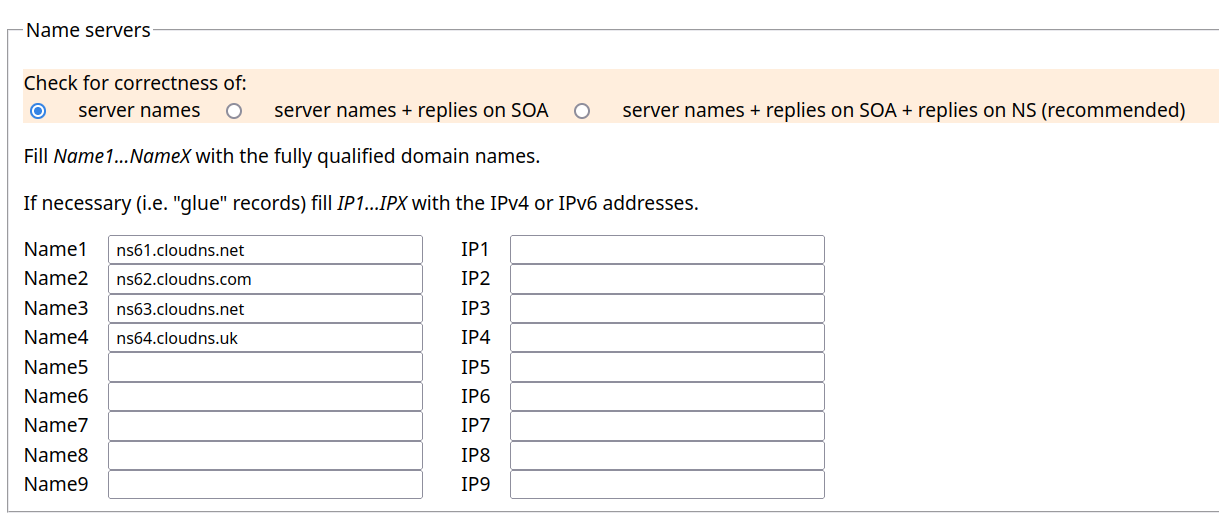 Name servers
Check for correctness of:
server names server names + replies on SOA server names + replies on SOA + replies on NS (recommended)
Fill Name1...NameX with the fully qualified domain names.
If necessary (i.e. "glue" records) fill IP1...IPX with the IPv4 or IPv6 addresses.
Name1 ns61.cloudns.net IP1
Name2 ns62.cloudns.com IP2
Name3 ns63.cloudns.net IP3
Name4 ns64.cloudns.uk IP4
Name5 IP5
Name6 IP6
Name7 IP7
Name8 IP8
Name9 IP9